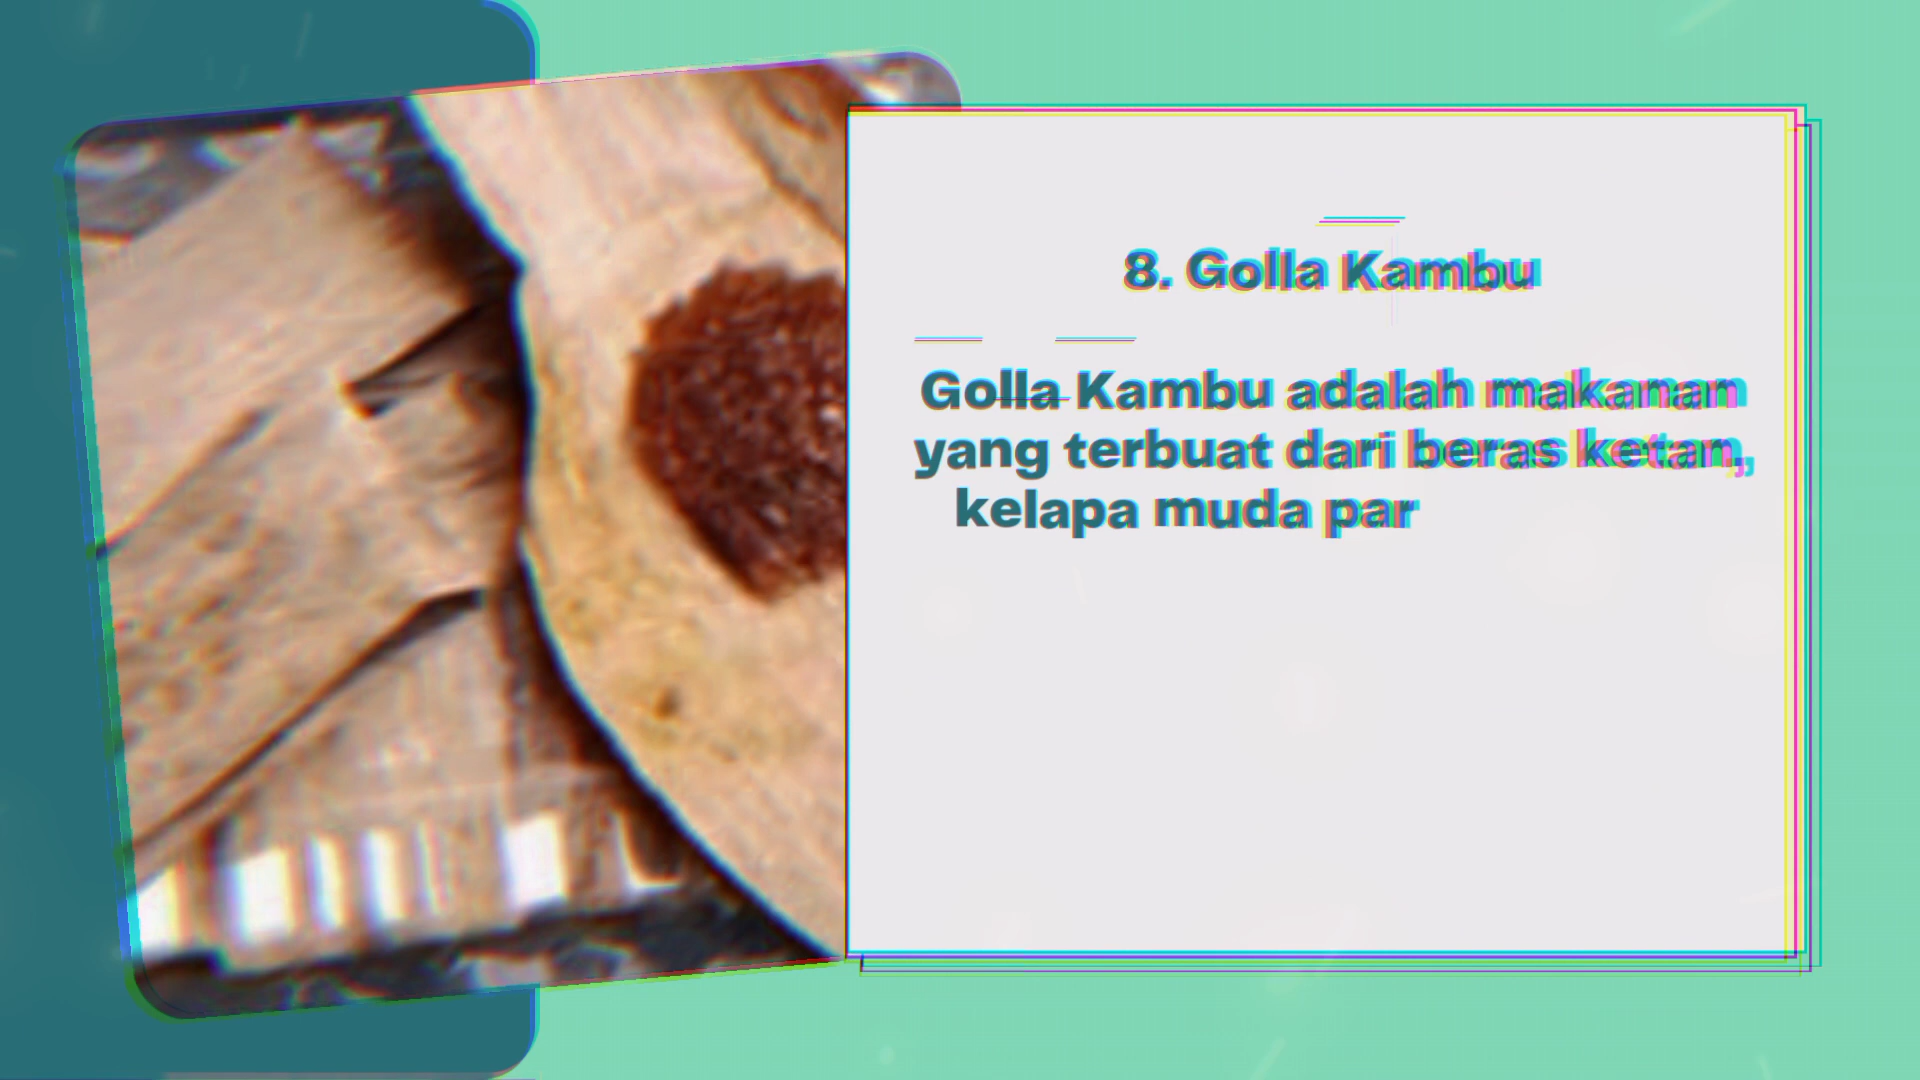 8. Golla Kambu
Golla Kambu adalah makanan
yang terbuat dari beras ketan,
kelapa muda par